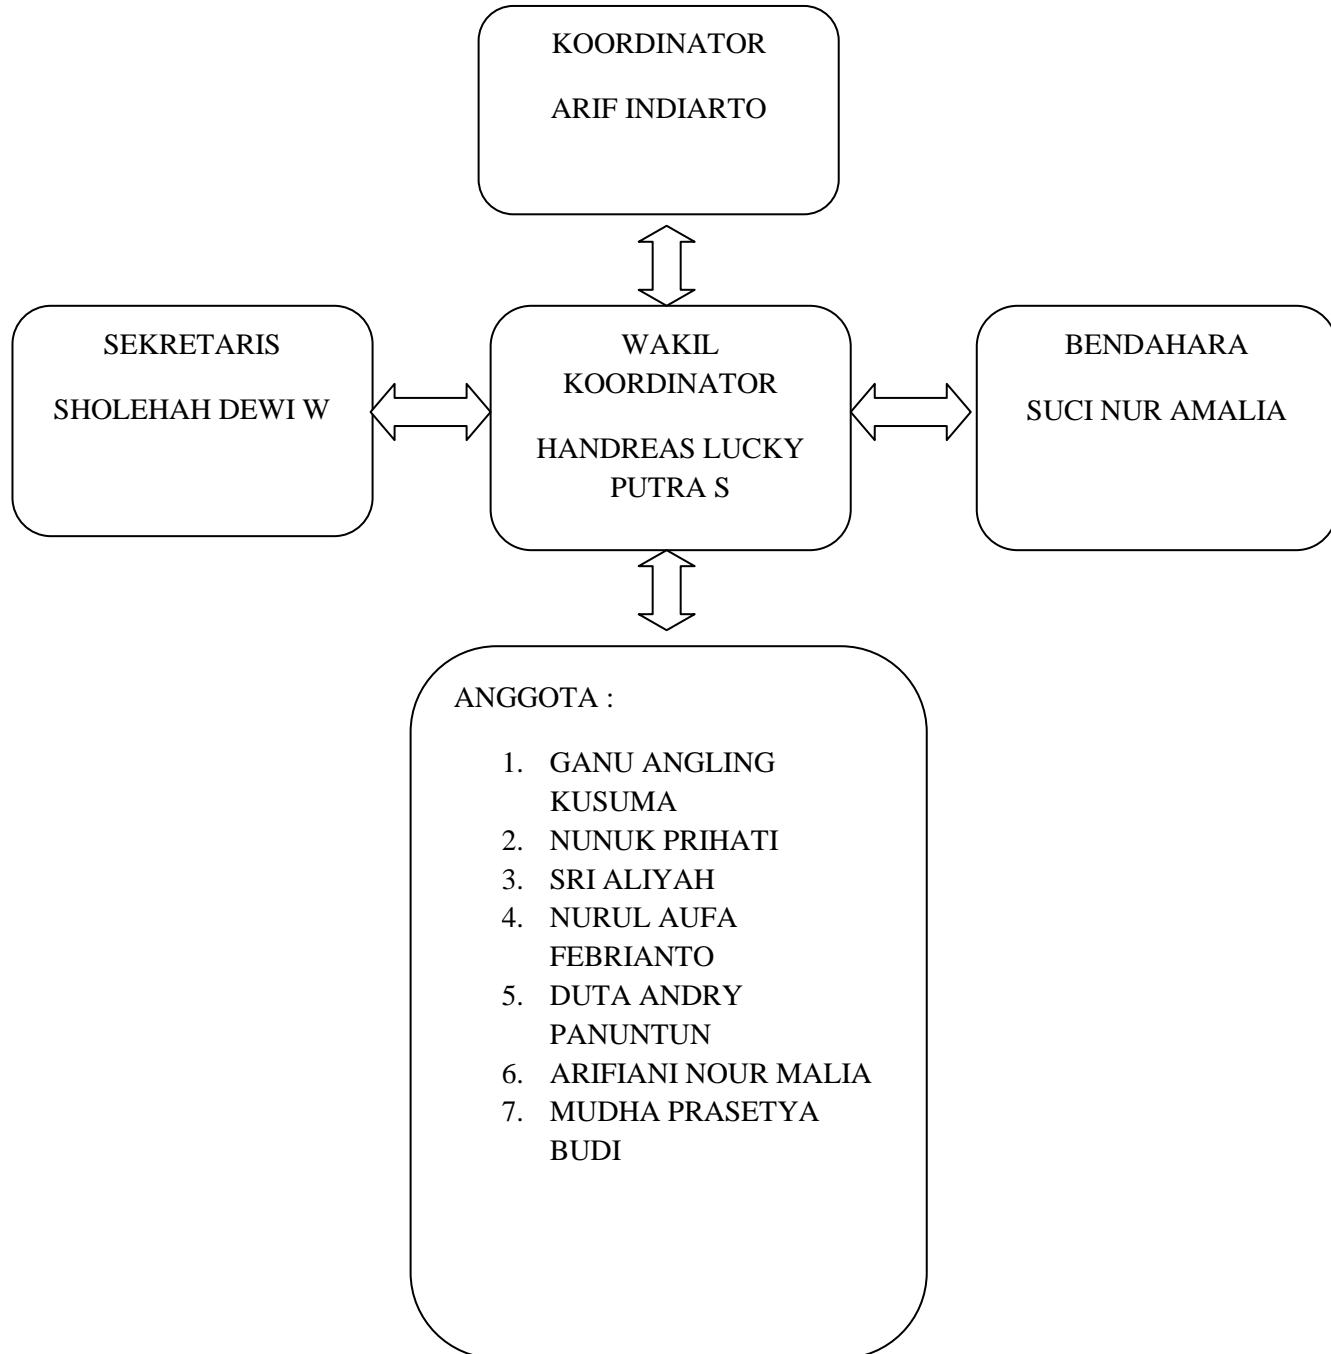 KOORDINATOR
ARIF INDIARTO
SEKRETARIS
SHOLEHAH DEWI W
WAKIL
KOORDINATOR
HANDREAS LUCKY
PUTRA S
BENDAHARA
SUCI NUR AMALIA
ANGGOTA :
1. GANU ANGLING
KUSUMA
2. NUNUK PRIHATI
3. SRI ALIYAH
4. NURUL AUFA
FEBRIANTO
5. DUTA ANDRY
PANUNTUN
6. ARIFIANI NOUR MALIA
7. MUDHA PRASETYA
BUDI